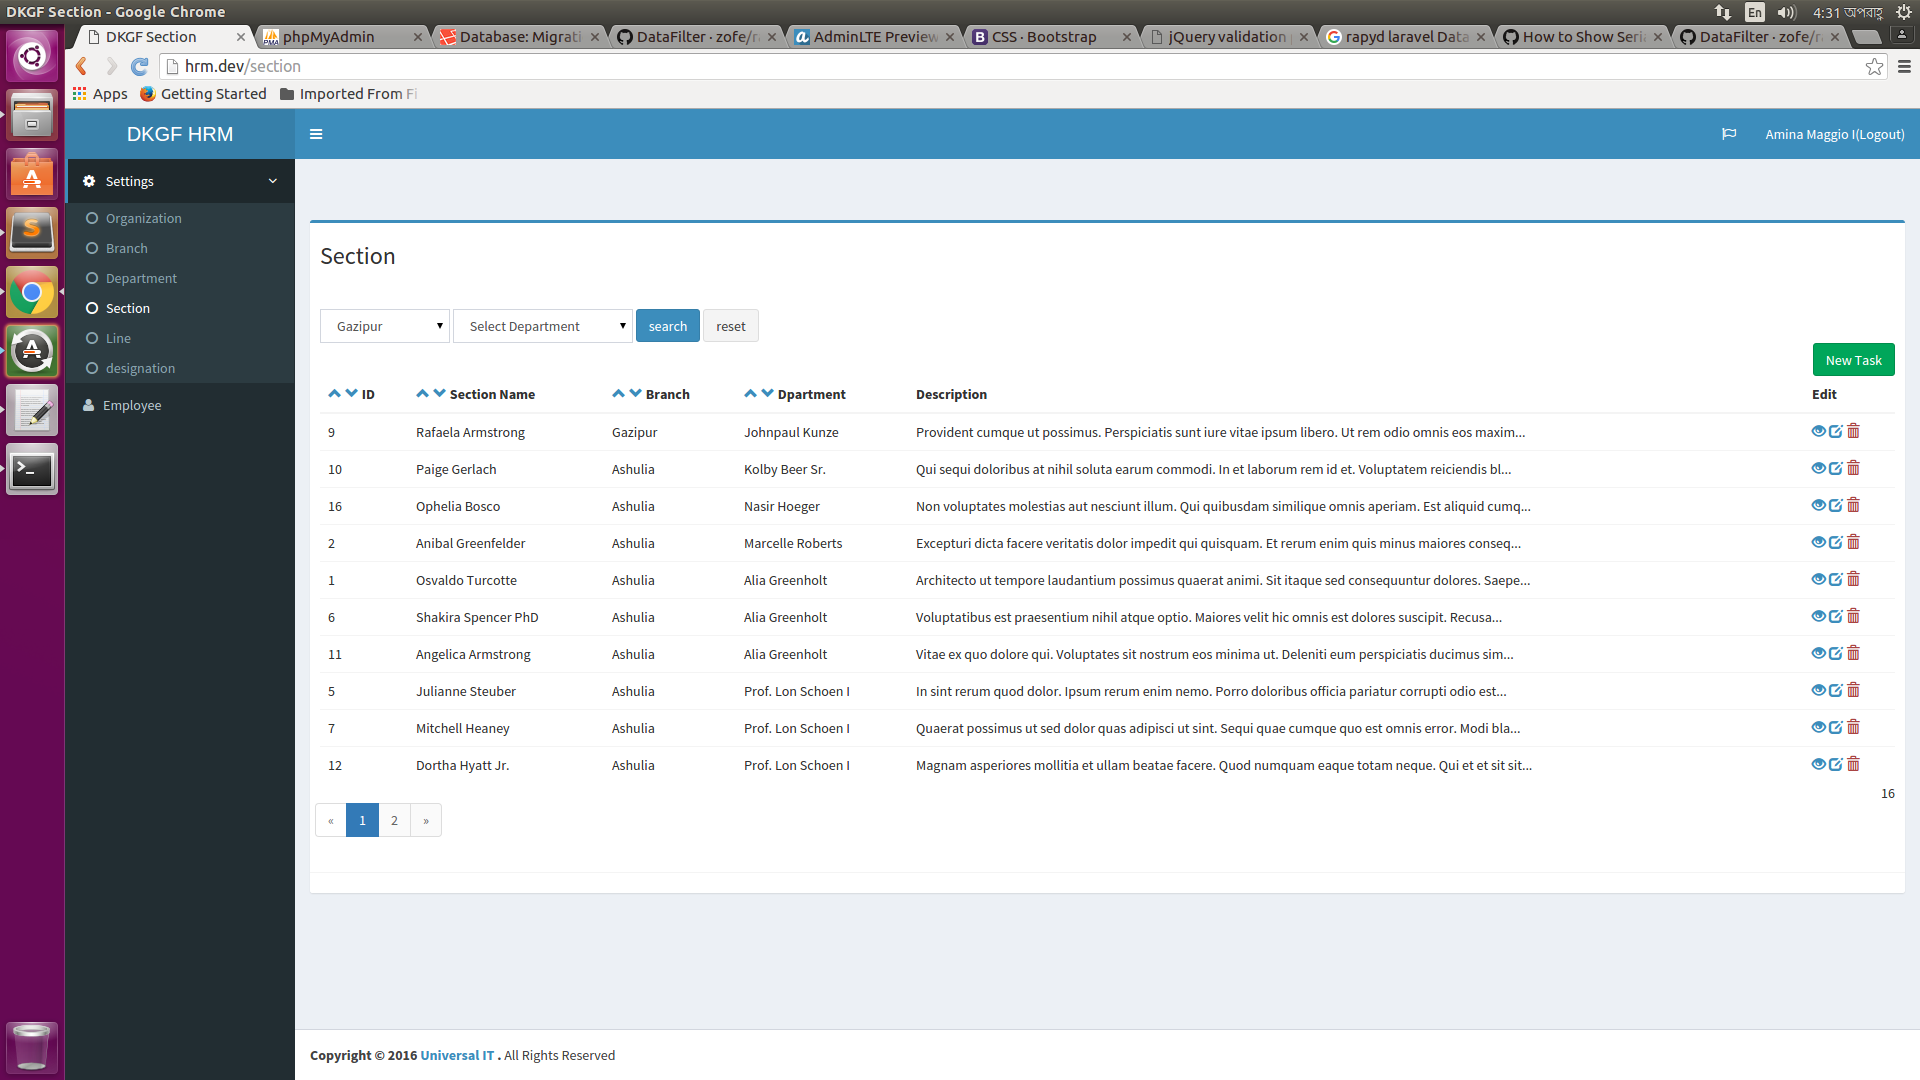 DKGF Section - Google Chrome
En
4:31 অপরাহ্ণ
DKGF Section
phpMyAdmin
Database: Migrati
DataFilter · zofe/r
AdminLTE Preview
CSS · Bootstrap
jQuery validation
rapyd laravel Data
How to Show Seri
DataFilter · zofe/r
hrm.dev/section
Apps
Getting Started
Imported From Fi
DKGF HRM
Amina Maggio I(Logout)
Settings
Organization
Branch
Department
Section
Line
designation
Employee
Section
Gazipur
Select Department
search
reset
New Task
ID Section Name Branch Dpartment Description Edit
9 Rafaela Armstrong Gazipur Johnpaul Kunze Provident cumque ut possimus. Perspiciatis sunt iure vitae ipsum libero. Ut rem odio omnis eos maxim...
10 Paige Gerlach Ashulia Kolby Beer Sr. Qui sequi doloribus at nihil soluta earum commodi. In et laborum rem id et. Voluptatem reiciendis bl...
16 Ophelia Bosco Ashulia Nasir Hoeger Non voluptates molestias aut nesciunt illum. Qui quibusdam similique omnis aperiam. Est aliquid cumq...
2 Anibal Greenfelder Ashulia Marcelle Roberts Excepturi dicta facere veritatis dolor impedit qui quisquam. Et rerum enim quis minus maiores conseq...
1 Osvaldo Turcotte Ashulia Alia Greenholt Architecto ut tempore laudantium possimus quaerat animi. Sit itaque sed consequuntur dolores. Saepe...
6 Shakira Spencer PhD Ashulia Alia Greenholt Voluptatibus est praesentium nihil atque optio. Maiores velit hic omnis est dolores suscipit. Recusa...
11 Angelica Armstrong Ashulia Alia Greenholt Vitae ex quo dolore qui. Voluptates sit nostrum eos minima ut. Deleniti eum perspiciatis ducimus sim...
5 Julianne Steuber Ashulia Prof. Lon Schoen I In sint rerum quod dolor. Ipsum rerum enim nemo. Porro doloribus officia pariatur corrupti odio est...
7 Mitchell Heaney Ashulia Prof. Lon Schoen I Quaerat possimus ut sed dolor quas adipisci ut sint. Sequi quae cumque quo est omnis error. Modi bla...
12 Dortha Hyatt Jr. Ashulia Prof. Lon Schoen I Magnam asperiores mollitia et ullam beatae facere. Quod numquam eaque totam neque. Qui et et sit sit...
16
« 1 2 »
Copyright © 2016 Universal IT . All Rights Reserved